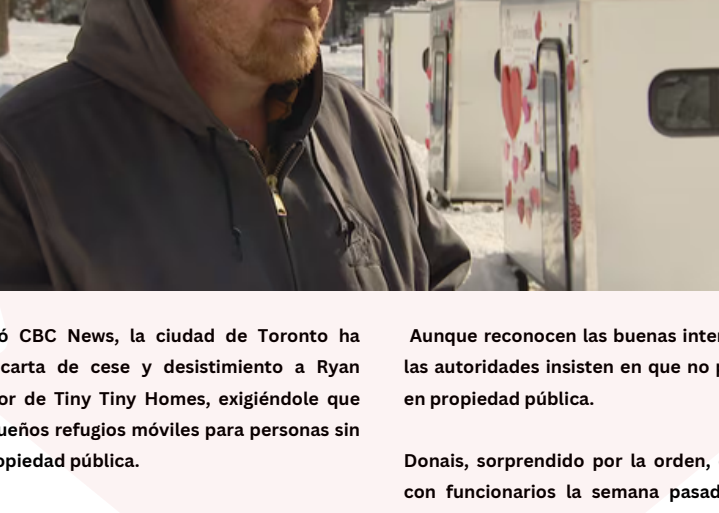 ó CBC News, la ciudad de Toronto ha
carta de cese y desistimiento a Ryan
or de Tiny Tiny Homes, exigiéndole que
ueños refugios móviles para personas sin
opiedad pública.
Aunque reconocen las buenas inte
las autoridades insisten en que no
en propiedad pública.
Donais, sorprendido por la orden,
con funcionarios la semana pasad